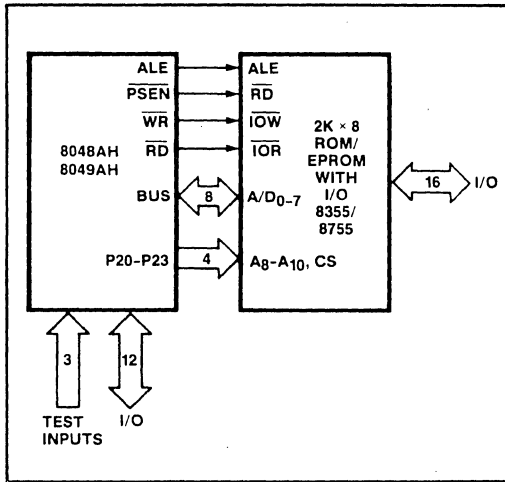 ALE
PSEN
WR
RD
8048AH
8049AH
BUS
P20-P23
ALE
RD
IOW
IOR
A/D0-7
A8-A10, CS
2K × 8
ROM/
EPROM
WITH
I/O
8355/
8755
8
4
16
I/O
3
12
TEST
INPUTS
I/O